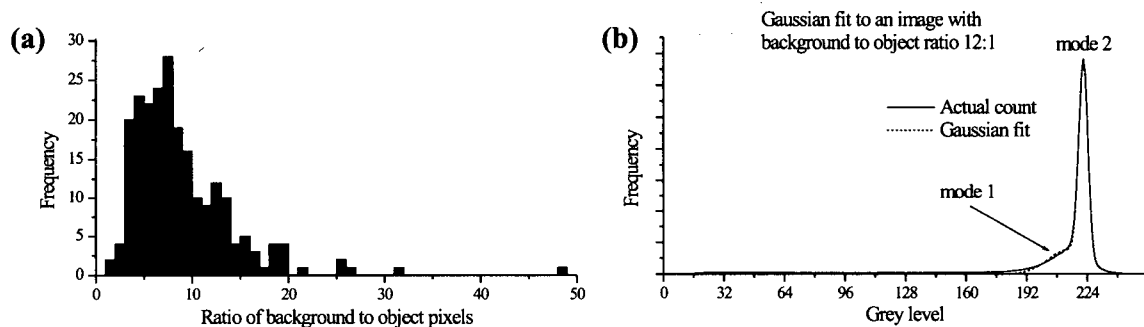 (a)
30
25
20
15
10
5
0
Frequency
0 10 20 30 40 50
Ratio of background to object pixels
(b)
Gaussian fit to an image with
background to object ratio 12:1
mode 2
Actual count
Gaussian fit
mode 1
Frequency
0 32 64 96 128 160 192 224
Grey level